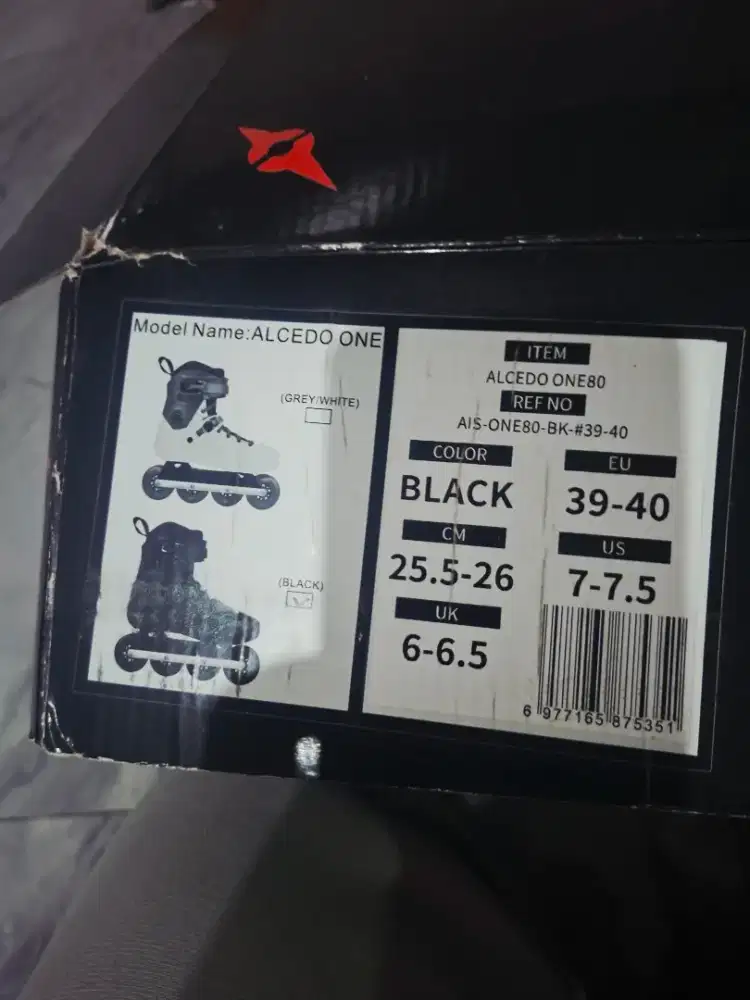 Model Name:ALCEDO ONE
(GREY/WHITE)
(BLACK)
ITEM
ALCEDO ONE80
REF NO
AIS-ONE80-BK-#39-40
COLOR
BLACK
EU
39-40
CM
25.5-26
US
7-7.5
UK
6-6.5
6 977165 875351